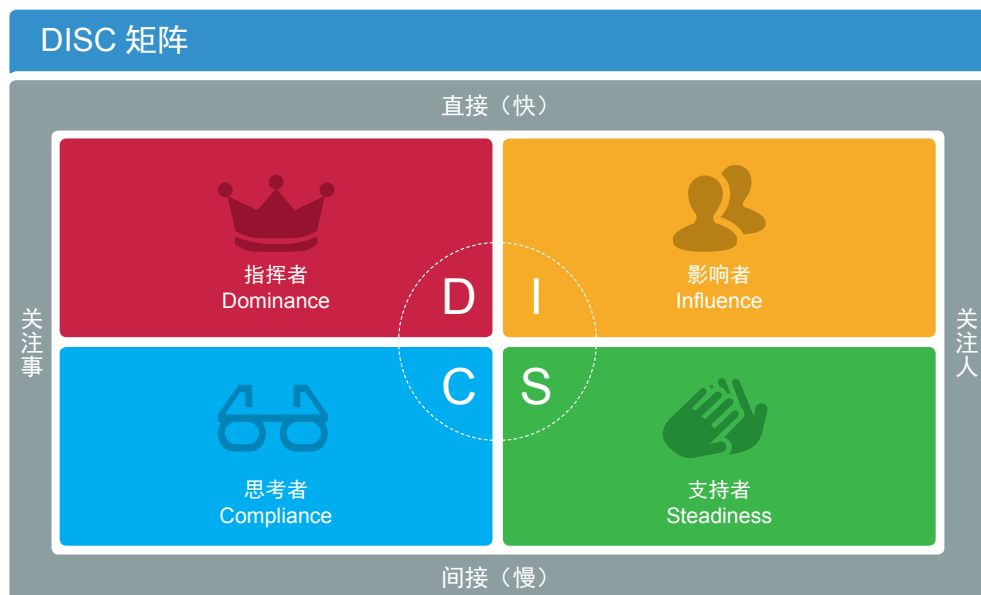 DISC 矩阵
直接（快）
指挥者
Dominance
D
I
影响者
Influence
关注事
关注人
C
S
思考者
Compliance
支持者
Steadiness
间接（慢）